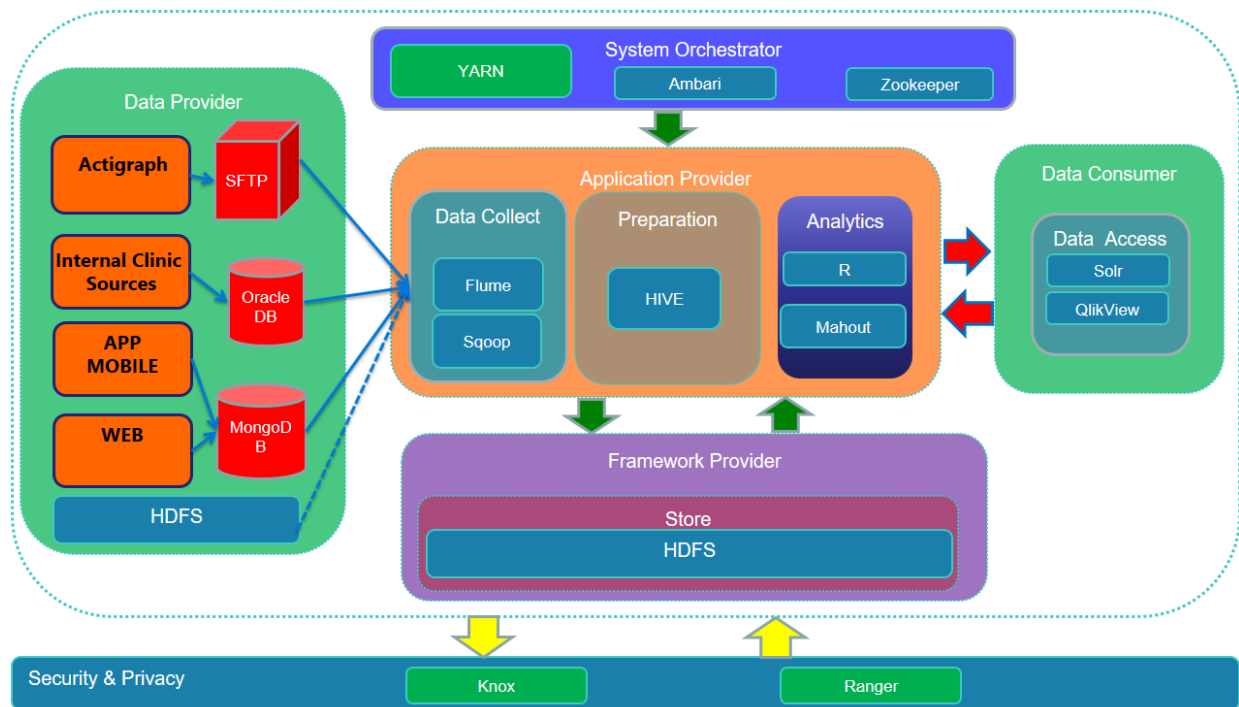 System Orchestrator
YARN
Ambari
Zookeeper
Data Provider
Actigraph
SFTP
Internal Clinic
Sources
Oracle
DB
APP
MOBILE
WEB
MongoD
B
HDFS
Application Provider
Data Collect
Flume
Sqoop
Preparation
HIVE
Analytics
R
Mahout
Data Consumer
Data Access
Solr
QlikView
Framework Provider
Store
HDFS
Security & Privacy
Knox
Ranger